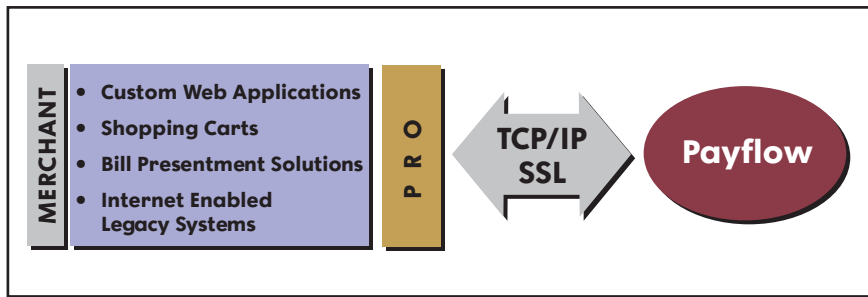 MERCHANT
• Custom Web Applications
• Shopping Carts
• Bill Presentment Solutions
• Internet Enabled
Legacy Systems
PRO
TCP/IP
SSL
Payflow